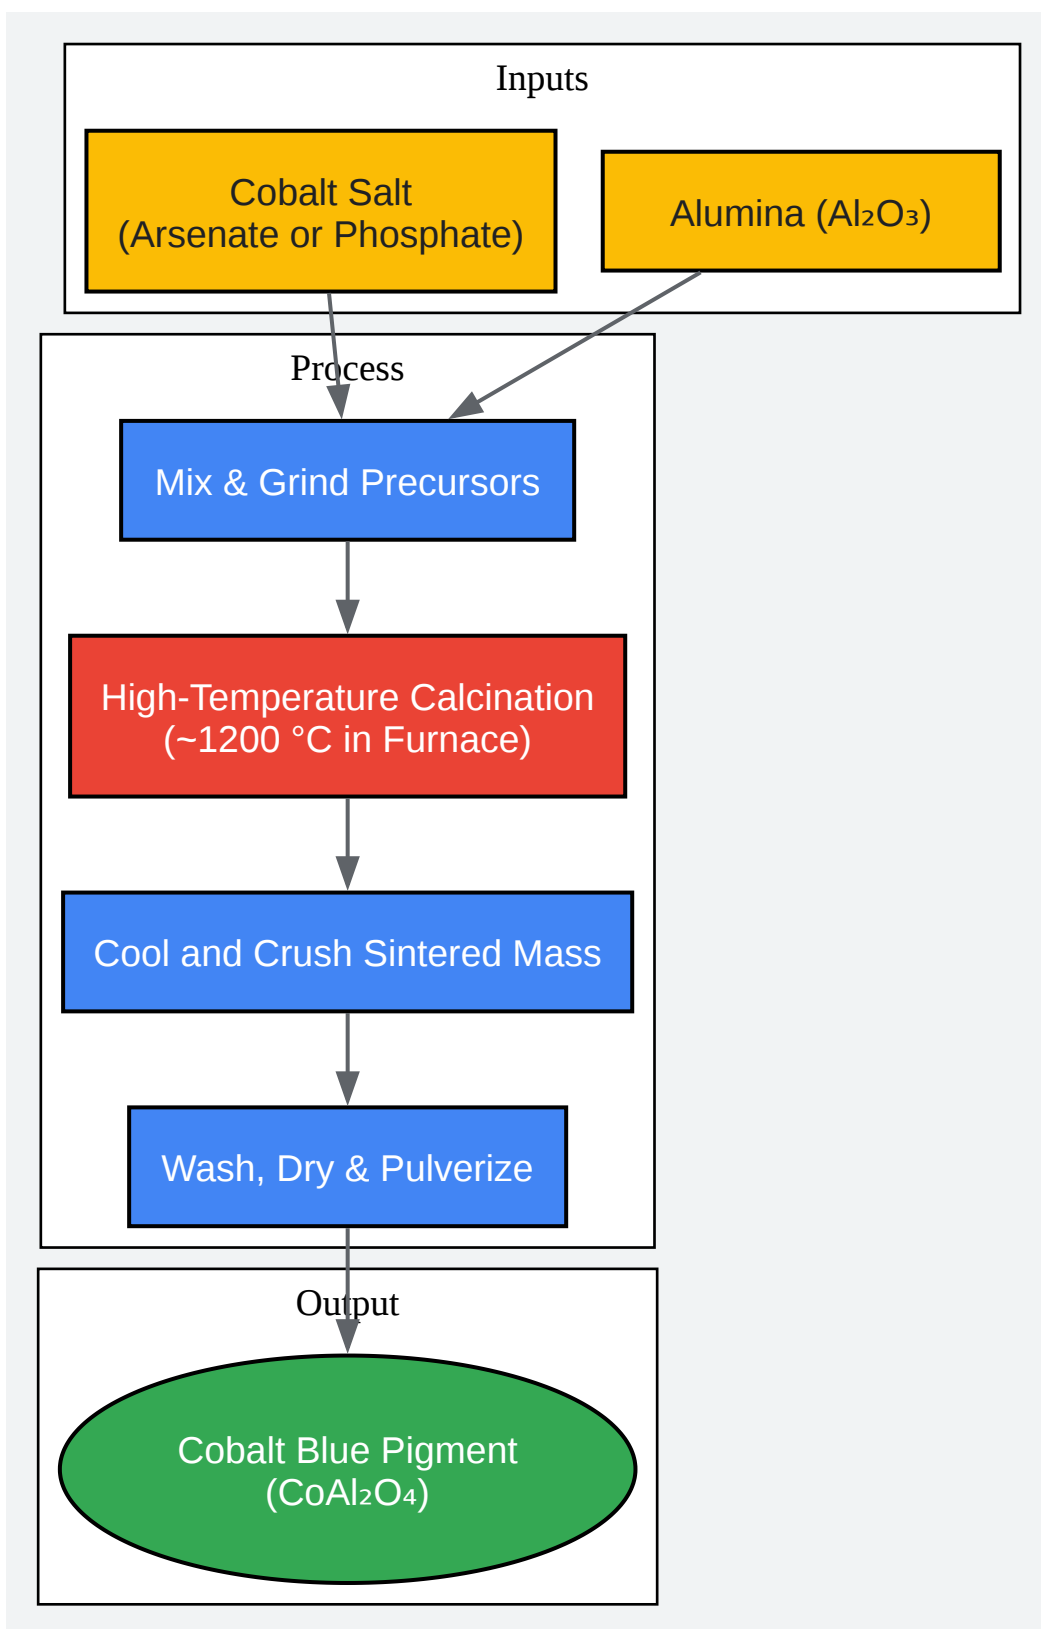 Inputs
Cobalt Salt
(Arsenate or Phosphate)
Alumina (Al₂O₃)
Process
Mix & Grind Precursors
High-Temperature Calcination
(~1200 °C in Furnace)
Cool and Crush Sintered Mass
Wash, Dry & Pulverize
Output
Cobalt Blue Pigment
(CoAl₂O₄)